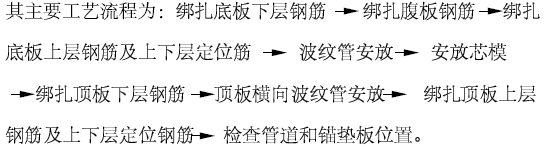 其主要工艺流程为：绑扎底板下层钢筋 → 绑扎腹板钢筋 → 绑扎
底板上层钢筋及上下层定位筋 → 波纹管安放 → 安放芯模
→ 绑扎顶板下层钢筋 → 顶板横向波纹管安放 → 绑扎顶板上层
钢筋及上下层定位钢筋 → 检查管道和锚垫板位置。